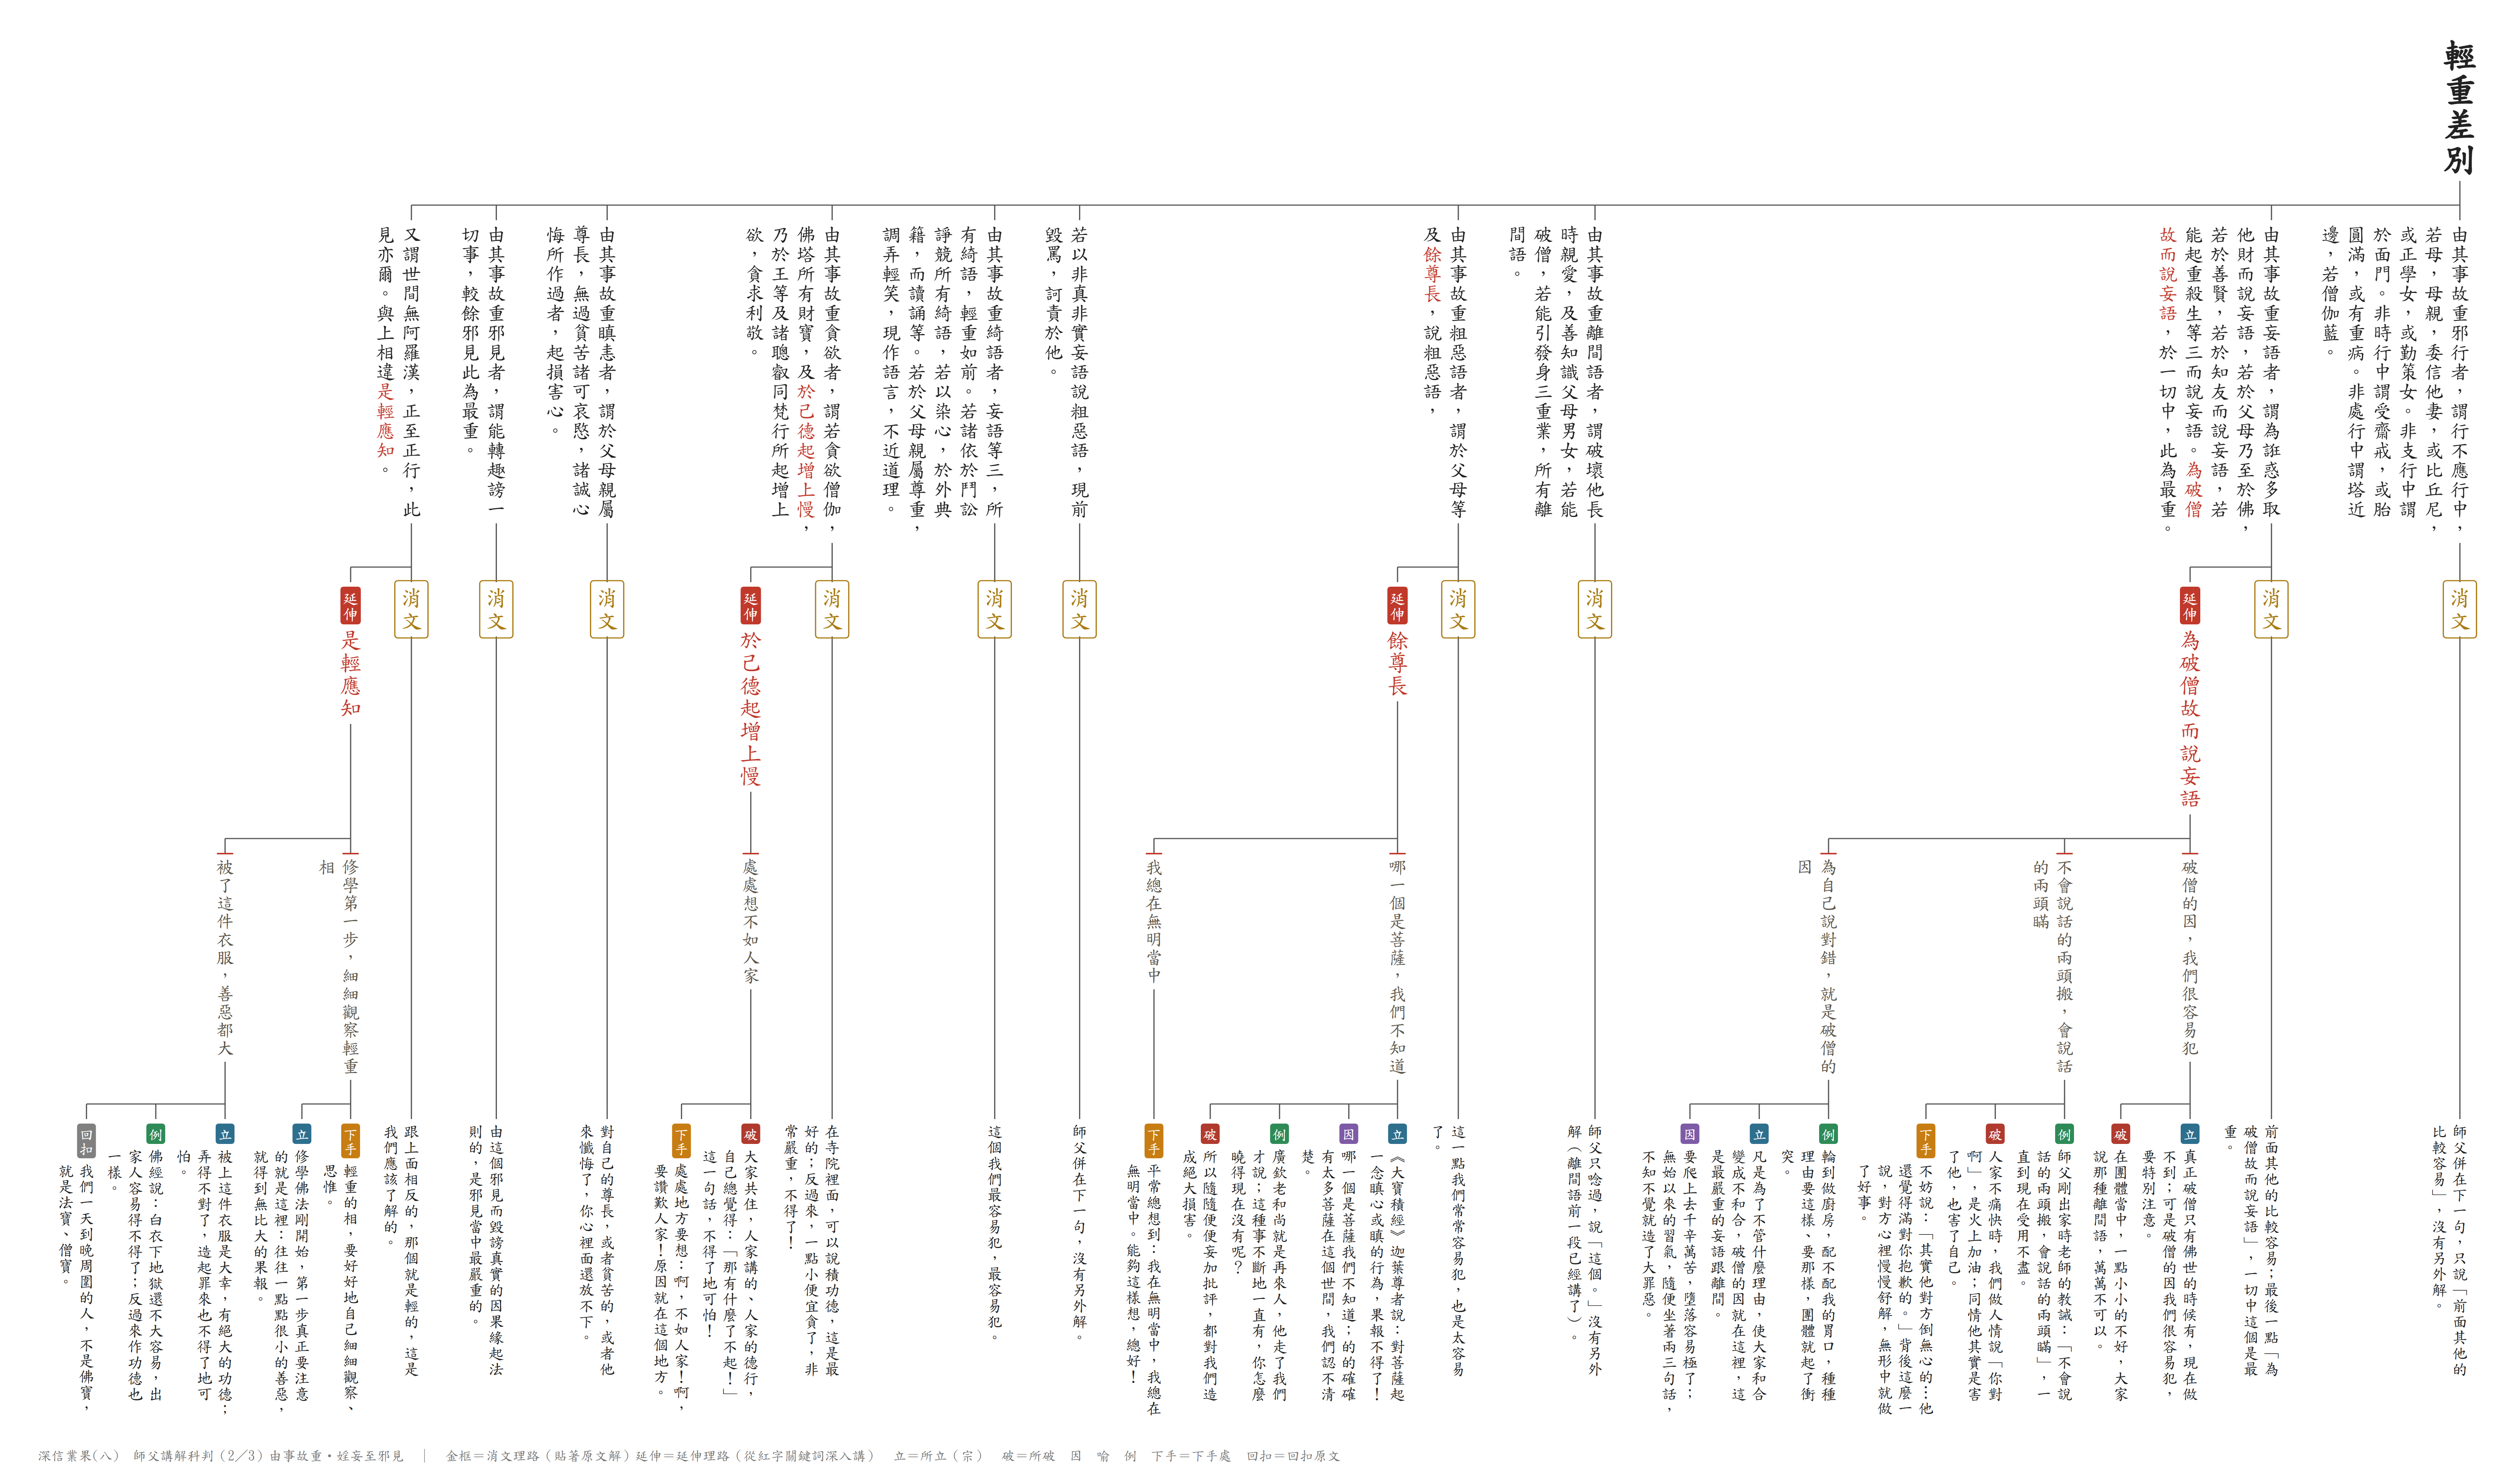 輕重差別
由其事故重邪行者，謂行不應行中，
若母，母親，委信他妻，或比丘尼，
或正學女，或勤策女。非支行中謂
於面門。非時行中謂受齋戒，或胎
圓滿，或有重病。非處行中謂塔近
邊，若僧伽藍。
消文
師父併在下一句，只說「前面其他的
比較容易」，沒有另外解。
由其事故重妄語者，謂為誑惑多取
他財而說妄語，若於父母乃至於佛，
若於善賢，若於知友而說妄語，若
能起重殺生等三而說妄語。為破僧
故而說妄語，於一切中，此為最重。
消文
前面其他的比較容易；最後一點「為
破僧故而說妄語」，一切中這個是最
重。
延伸
為破僧故而說妄語
破僧的因，我們很容易犯
立
真正破僧只有佛世的時候有，現在做
不到；可是破僧的因我們很容易犯，
要特別注意。
破
在團體當中，一點小小的不好，大家
說那種離間語，萬萬不可以。
不會說話的兩頭搬，會說話
的兩頭瞞
例
師父剛出家時老師的教誡：「不會說
話的兩頭搬，會說話的兩頭瞞」，一
直到現在受用不盡。
破
人家不痛快時，我們做人情說「你對
啊」，是火上加油；同情他其實是害
了他，也害了自己。
下手
不妨說：「其實他對方倒無心的⋯他
還覺得滿對你抱歉的。」背後這麼一
說，對方心裡慢慢舒解，無形中就做
了好事。
為自己說對錯，就是破僧的
因
例
輪到做廚房，配不配我的胃口，種種
理由要這樣、要那樣，團體就起了衝
突。
立
凡是為了不管什麼理由，使大家和合
變成不和合，破僧的因就在這裡，這
是最嚴重的妄語跟離間。
因
要爬上去千辛萬苦，墮落容易極了；
無始以來的習氣，隨便坐著兩三句話，
不知不覺就造了大罪惡。
由其事故重離間語者，謂破壞他長
時親愛，及善知識父母男女，若能
破僧，若能引發身三重業，所有離
間語。
消文
師父只唸過，說「這個。」沒有另外
解（離間語前一段已經講了）。
由其事故重粗惡語者，謂於父母等
及餘尊長，說粗惡語，
消文
這一點我們常常容易犯，也是太容易
了。
延伸
餘尊長
哪一個是菩薩，我們不知道
立
《大寶積經》迦葉尊者說：對菩薩起
一念瞋心或瞋的行為，果報不得了！
因
哪一個是菩薩我們不知道；的的確確
有太多菩薩在這個世間，我們認不清
楚。
例
廣欽老和尚就是再來人，他走了我們
才說；這種事不斷地一直有，你怎麼
曉得現在沒有呢？
破
所以隨隨便便妄加批評，都對我們造
成絕大損害。
我總在無明當中
下手
平常總想到：我在無明當中，我總在
無明當中。能夠這樣想，總好！
若以非真非實妄語說粗惡語，現前
毀罵，訶責於他。
消文
師父併在下一句，沒有另外解。
由其事故重綺語者，妄語等三，所
有綺語，輕重如前。若諸依於鬥訟
諍競所有綺語，若以染心，於外典
籍，而讀誦等。若於父母親屬尊重，
調弄輕笑，現作語言，不近道理。
消文
這個我們最容易犯，最容易犯。
由其事故重貪欲者，謂若貪欲僧伽，
佛塔所有財寶，及於己德起增上慢，
乃於王等及諸聰叡同梵行所起增上
欲，貪求利敬。
消文
在寺院裡面，可以說積功德，這是最
好的；反過來，一點小便宜貪了，非
常嚴重，不得了！
延伸
於己德起增上慢
處處想不如人家
破
大家共住，人家講的、人家的德行，
自己總覺得：「那有什麼了不起！」
這一句話，不得了地可怕！
下手
處處地方要想：啊，不如人家！啊，
要讚歎人家！原因就在這個地方。
由其事故重瞋恚者，謂於父母親屬
尊長，無過貧苦諸可哀愍，諸誠心
悔所作過者，起損害心。
消文
對自己的尊長，或者貧苦的，或者他
來懺悔了，你心裡面還放不下。
由其事故重邪見者，謂能轉趣謗一
切事，較餘邪見此為最重。
消文
由這個邪見而毀謗真實的因果緣起法
則的，是邪見當中最嚴重的。
又謂世間無阿羅漢，正至正行，此
見亦爾。與上相違是輕應知。
消文
跟上面相反的，那個就是輕的，這是
我們應該了解的。
延伸
是輕應知
修學第一步，細細觀察輕重
相
下手
輕重的相，要好好地自己細細觀察、
思惟。
立
修學佛法剛開始，第一步真正要注意
的就是這裡：往往一點點很小的善惡，
就得到無比大的果報。
被了這件衣服，善惡都大
立
被上這件衣服是大幸，有絕大的功德；
弄得不對了，造起罪來也不得了地可
怕。
例
佛經說：白衣下地獄還不大容易，出
家人容易得不得了；反過來作功德也
一樣。
回扣
我們一天到晚周圍的人，不是佛寶，
就是法寶、僧寶。
深信業果(八)　師父講解科判（2／3）由事故重・婬妄至邪見　｜　金框＝消文理路（貼著原文解）延伸＝延伸理路（從紅字關鍵詞深入講）　立＝所立（宗）　破＝所破　因　喻　例　下手＝下手處　回扣＝回扣原文